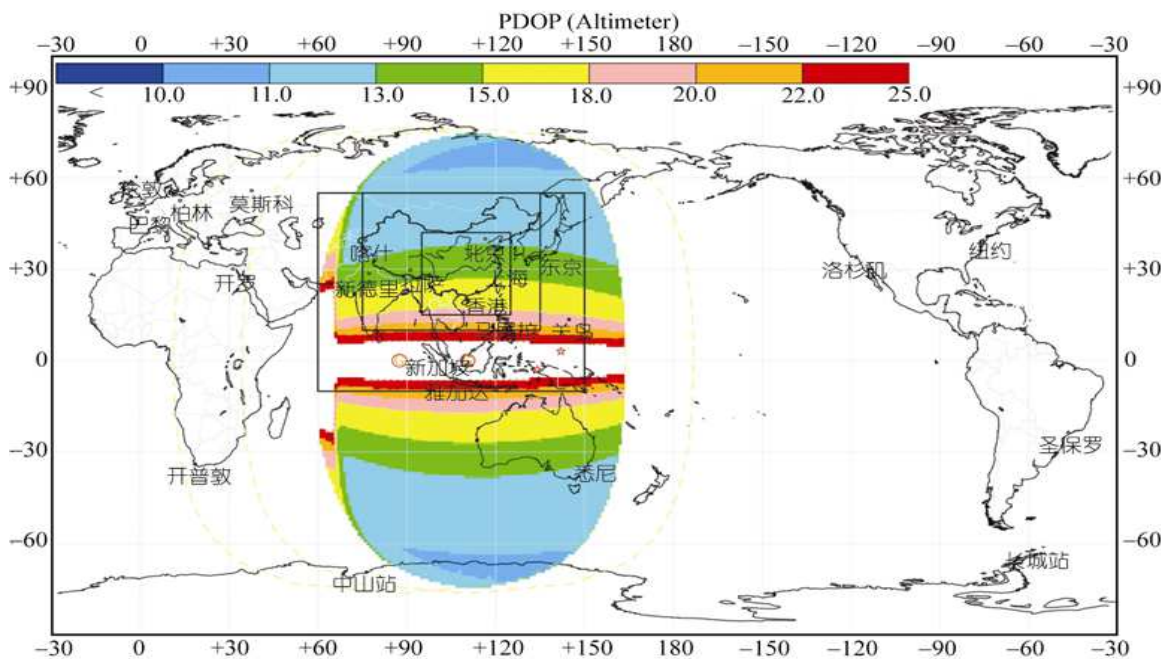 PDOP (Altimeter)
−30 0 +30 +60 +90 +120 +150 180 −150 −120 −90 −60 −30
+90 +90
< 10.0 11.0 13.0 15.0 18.0 20.0 22.0 25.0
+60 +60
莫斯科
柏林
巴黎
纽约
喀什
东京
+30 +30
洛杉矶
开罗
上海
新德里
香港
关岛
0 0
新加坡
雅加达
−30 −30
圣保罗
开普敦
悉尼
−60 −60
长城站
中山站
−30 0 +30 +60 +90 +120 +150 180 −150 −120 −90 −60 −30